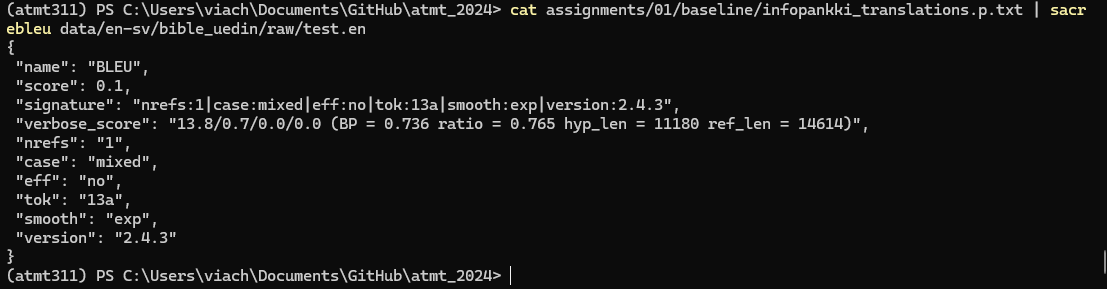 (atmt311) PS C:\Users\viach\Documents\GitHub\atmt_2024> cat assignments/01/baseline/infopankki_translations.p.txt | sacr
ebleu data/en-sv/bible_uedin/raw/test.en
{
 "name": "BLEU",
 "score": 0.1,
 "signature": "nrefs:1|case:mixed|eff:no|tok:13a|smooth:exp|version:2.4.3",
 "verbose_score": "13.8/0.7/0.0/0.0 (BP = 0.736 ratio = 0.765 hyp_len = 11180 ref_len = 14614)",
 "nrefs": "1",
 "case": "mixed",
 "eff": "no",
 "tok": "13a",
 "smooth": "exp",
 "version": "2.4.3"
}
(atmt311) PS C:\Users\viach\Documents\GitHub\atmt_2024>